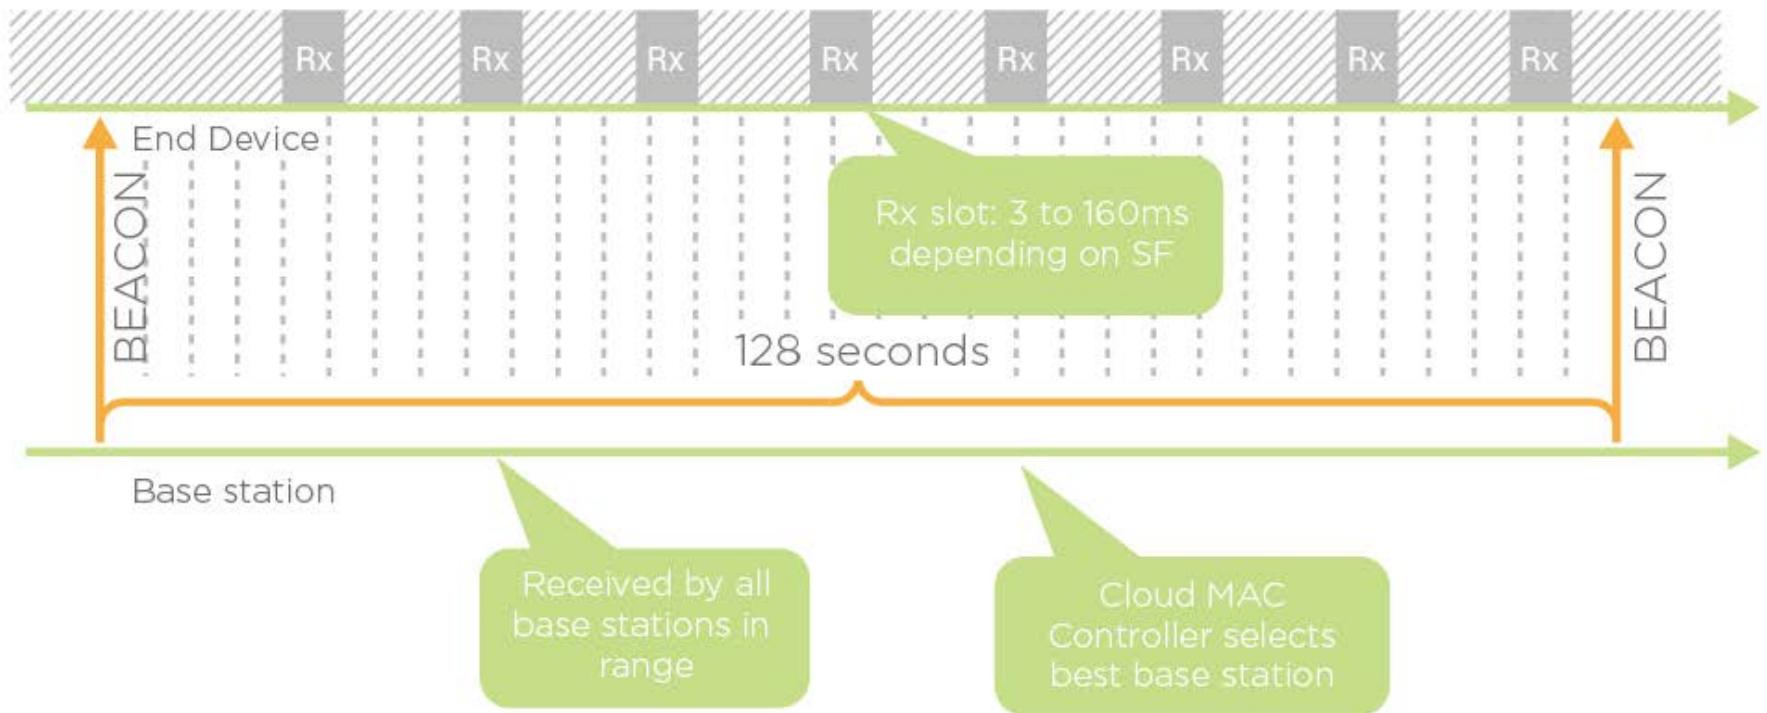 Rx Rx Rx Rx Rx Rx Rx Rx
End Device
BEACON
Rx slot: 3 to 160ms
depending on SF
BEACON
128 seconds
Base station
Received by all
base stations in
range
Cloud MAC
Controller selects
best base station